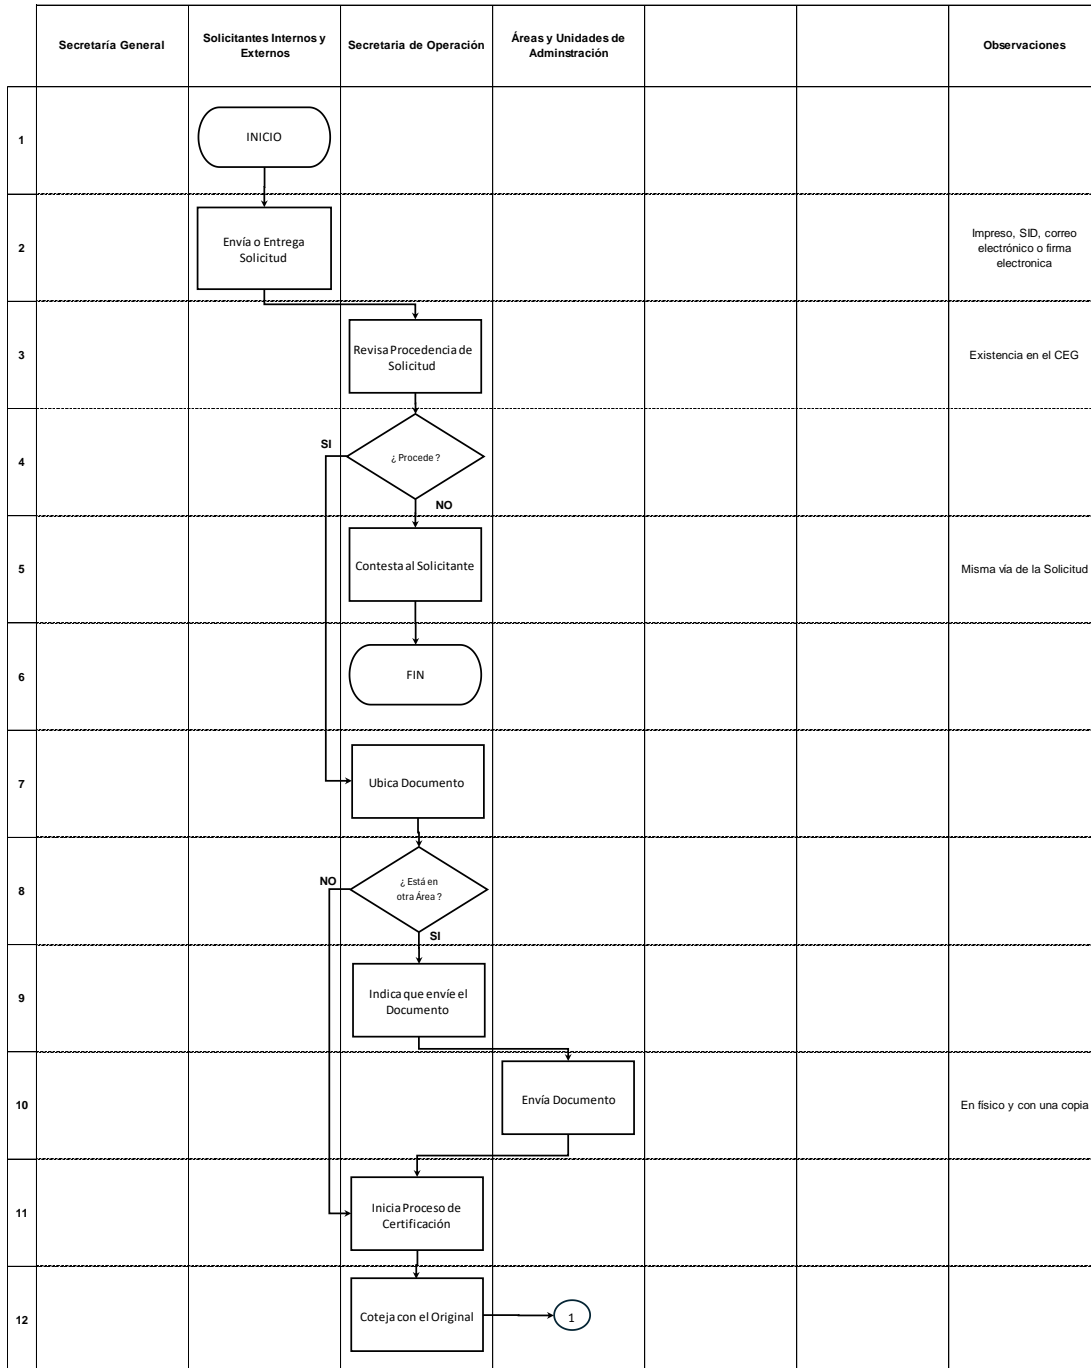 Secretaría General
Solicitantes Internos y
Externos
Secretaria de Operación
Áreas y Unidades de
Adminstración
Observaciones
1
INICIO
2
Envía o Entrega
Solicitud
Impreso, SID, correo
electrónico o firma
electronica
3
Revisa Procedencia de
Solicitud
Existencia en el CEG
4
SI
¿ Procede ?
NO
5
Contesta al Solicitante
Misma vía de la Solicitud
6
FIN
7
Ubica Documento
8
NO
¿ Está en
otra Área ?
SI
9
Indica que envíe el
Documento
10
Envía Documento
En físico y con una copia
11
Inicia Proceso de
Certificación
12
Coteja con el Original
1